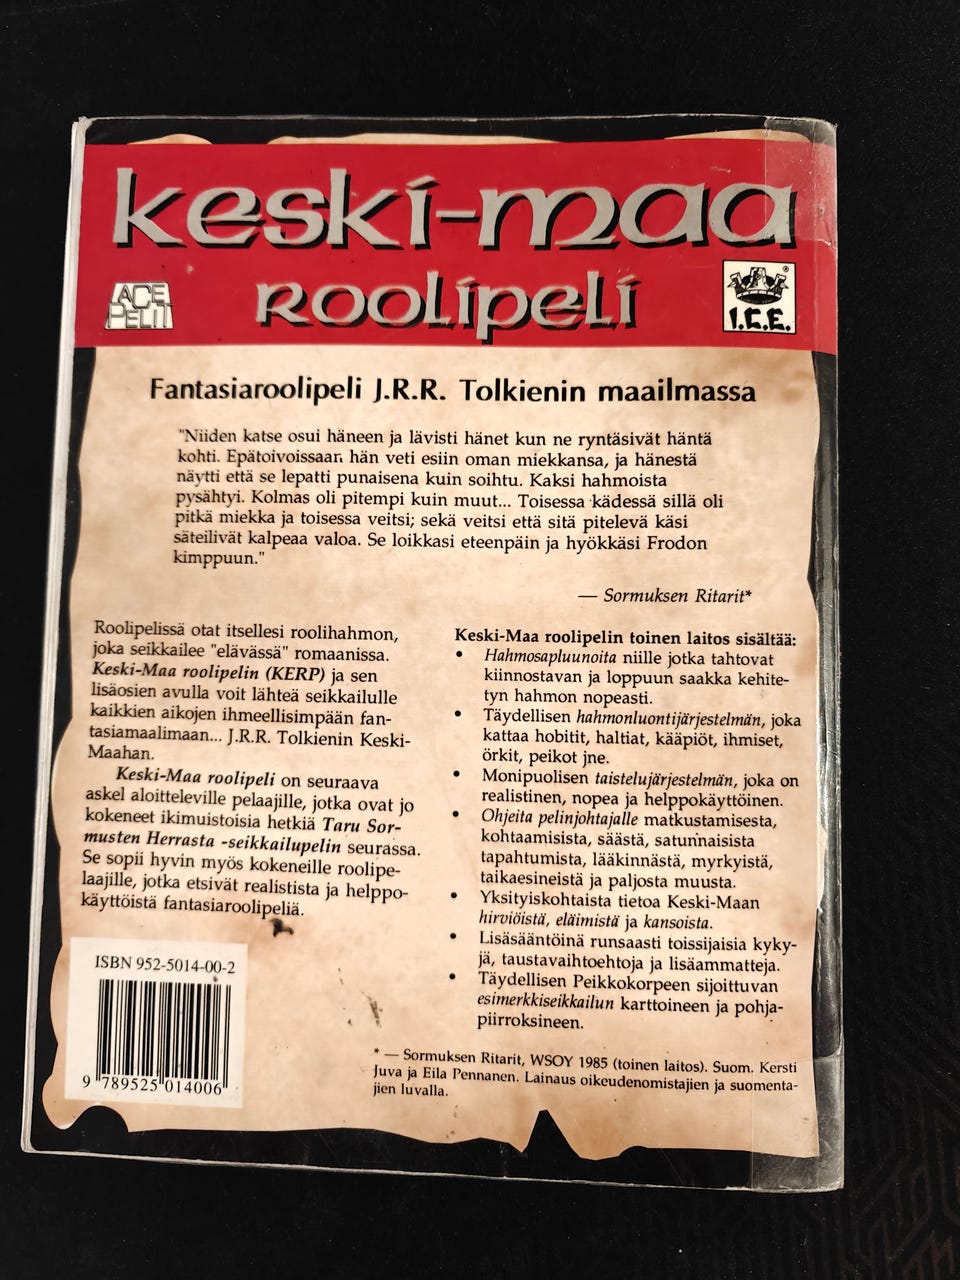 keskí-maa
Roolípelí
ACE
PELIT
®
I.C.E.
Fantasiaroolipeli J.R.R. Tolkienin maailmassa
"Niiden katse osui häneen ja lävisti hänet kun ne ryntäsivät häntä
kohti. Epätoivoissaan hän veti esiin oman miekkansa, ja hänestä
näytti että se lepatti punaisena kuin soihtu. Kaksi hahmoista
pysähtyi. Kolmas oli pitempi kuin muut... Toisessa kädessä sillä oli
pitkä miekka ja toisessa veitsi; sekä veitsi että sitä pitelevä käsi
säteilivät kalpeaa valoa. Se loikkasi eteenpäin ja hyökkäsi Frodon
kimppuun."
— Sormuksen Ritarit*
Roolipelissä otat itsellesi roolihahmon,
joka seikkailee "elävässä" romaanissa.
Keski-Maa roolipelin (KERP) ja sen
lisäosien avulla voit lähteä seikkailulle
kaikkien aikojen ihmeellisimpään fan-
tasiamaalimaan... J.R.R. Tolkienin Keski-
Maahan.
Keski-Maa roolipeli on seuraava
askel aloitteleville pelaajille, jotka ovat jo
kokeneet ikimuistoisia hetkiä Taru Sor-
musten Herrasta -seikkailupelin seurassa.
Se sopii hyvin myös kokeneille roolipe-
laajille, jotka etsivät realistista ja helppo-
käyttöistä fantasiaroolipeliä.
Keski-Maa roolipelin toinen laitos sisältää:
• Hahmosapluunoita niille jotka tahtovat
kiinnostavan ja loppuun saakka kehite-
tyn hahmon nopeasti.
• Täydellisen hahmonluontijärjestelmän, joka
kattaa hobitit, haltiat, kääpiöt, ihmiset,
örkit, peikot jne.
• Monipuolisen taistelujärjestelmän, joka on
realistinen, nopea ja helppokäyttöinen.
• Ohjeita pelinjohtajalle matkustamisesta,
kohtaamisista, säästä, satunnaisista
tapahtumista, lääkinnästä, myrkyistä,
taikaesineistä ja paljosta muusta.
• Yksityiskohtaista tietoa Keski-Maan
hirviöistä, eläimistä ja kansoista.
• Lisäsääntöinä runsaasti toissijaisia kyky-
jä, taustavaihtoehtoja ja lisäammatteja.
• Täydellisen Peikkokorpeen sijoittuvan
esimerkkiseikkailun karttoineen ja pohja-
piirroksineen.
* — Sormuksen Ritarit, WSOY 1985 (toinen laitos). Suom. Kersti
Juva ja Eila Pennanen. Lainaus oikeudenomistajien ja suomenta-
jien luvalla.
ISBN 952-5014-00-2
9 789525 014006